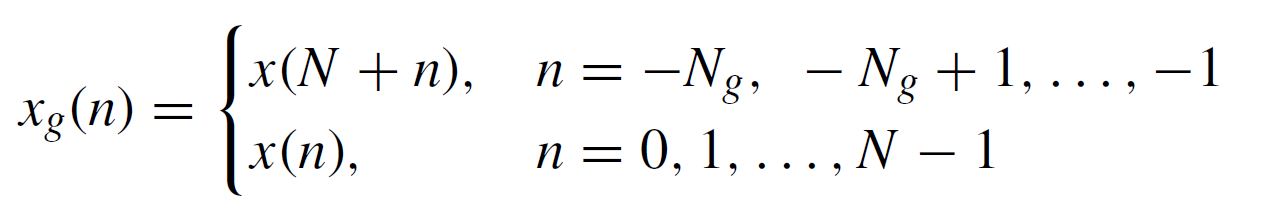 x(N + n), n = −N_g, − N_g + 1, . . . , −1
x_g(n) =
x(n), n = 0, 1, . . . , N − 1